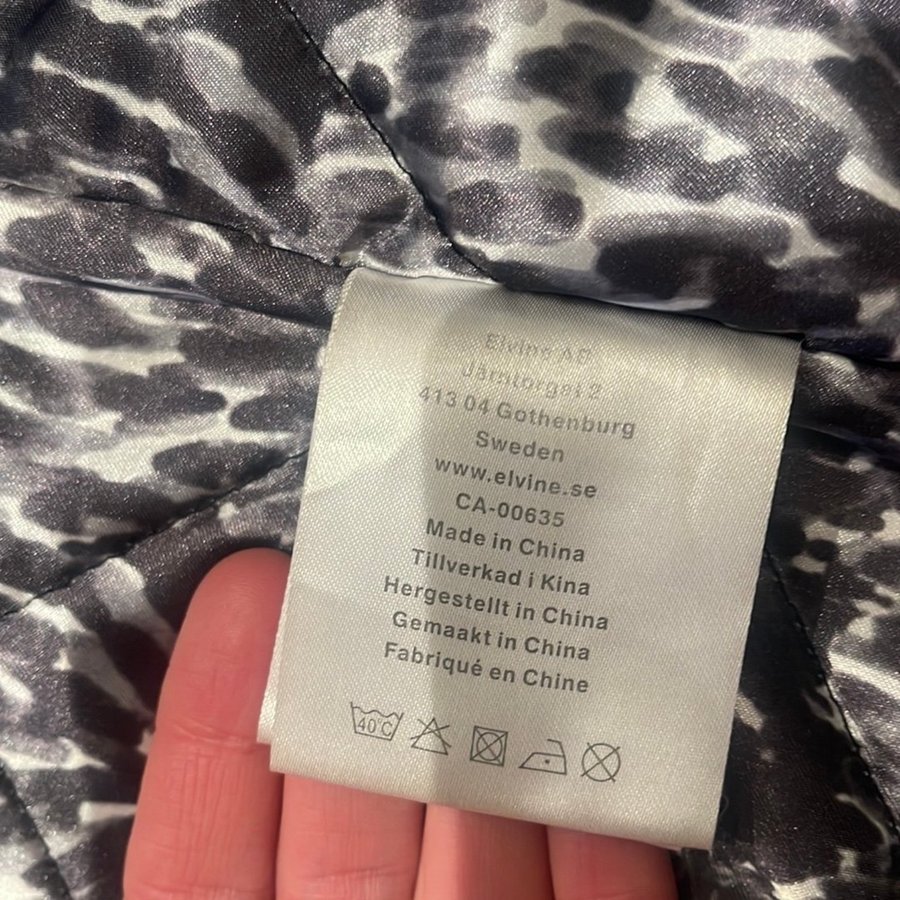 Elvine AB
Järntorget 2
413 04 Gothenburg
Sweden
www.elvine.se
CA-00635
Made in China
Tillverkad i Kina
Hergestellt in China
Gemaakt in China
Fabriqué en Chine
40°C